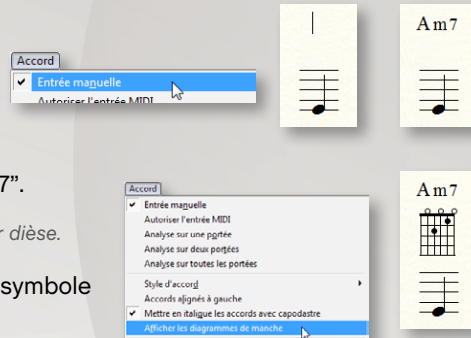 Am7
Accord
Entrée manuelle
Autoriser l'entrée MIDI
7".
r dièse.
symbole
Accord
Entrée manuelle
Autoriser l'entrée MIDI
Analyse sur une portée
Analyse sur deux portées
Analyse sur toutes les portées
Style d'accord
Accords alignés à gauche
Mettre en italique les accords avec capodastre
Afficher les diagrammes de manche
Am7